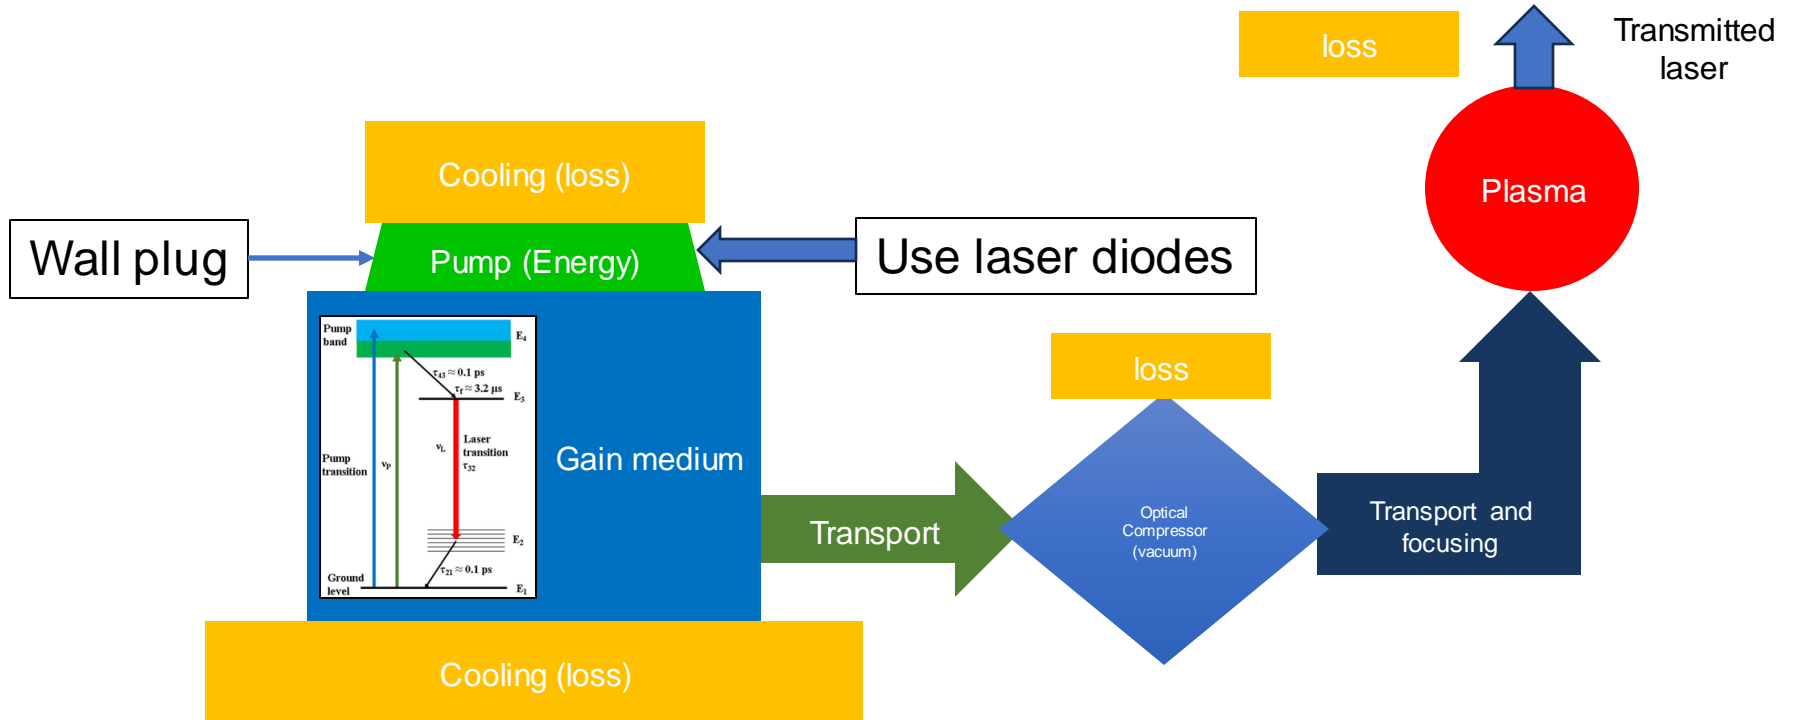 loss
Transmitted
laser
Cooling (loss)
Plasma
Wall plug
Pump (Energy)
Use laser diodes
Pump
band
E4
τ43 ≈ 0.1 ps
τf ≈ 3.2 μs
E3
loss
νL
Laser
transition
τ32
Pump
transition
νP
Gain medium
Transport
Optical
Compressor
(vacuum)
Transport and
focusing
E2
τ21 ≈ 0.1 ps
Ground
level
E1
Cooling (loss)